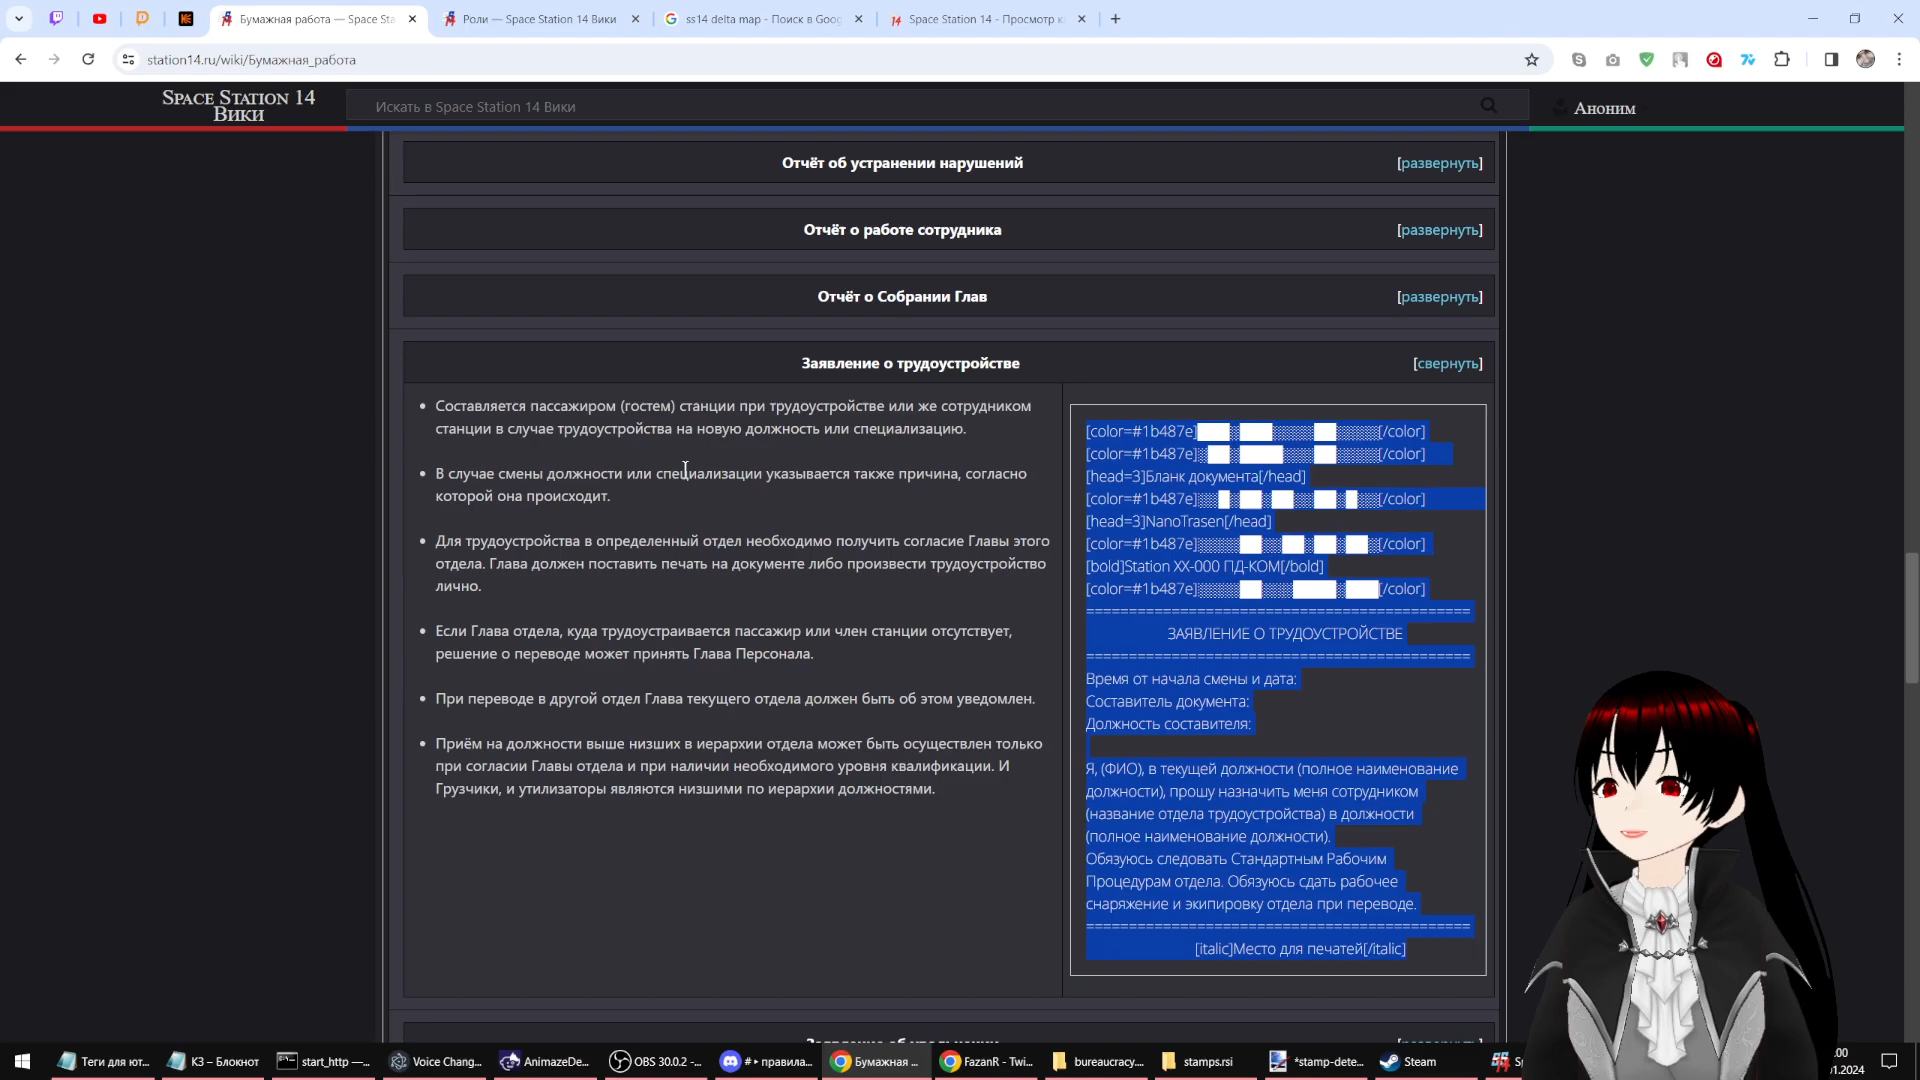 Бумажная работа — Space Sta
Роли — Space Station 14 Вики
ss14 delta map - Поиск в Goog
Space Station 14 - Просмотр к
station14.ru/wiki/Бумажная_работа
Space Station 14
Вики
Искать в Space Station 14 Вики
Аноним
Отчёт об устранении нарушений
[развернуть]
Отчёт о работе сотрудника
[развернуть]
Отчёт о Собрании Глав
[развернуть]
Заявление о трудоустройстве
[свернуть]
Составляется пассажиром (гостем) станции при трудоустройстве или же сотрудником
станции в случае трудоустройства на новую должность или специализацию.
В случае смены должности или специализации указывается также причина, согласно
которой она происходит.
Для трудоустройства в определенный отдел необходимо получить согласие Главы этого
отдела. Глава должен поставить печать на документе либо произвести трудоустройство
лично.
Если Глава отдела, куда трудоустраивается пассажир или член станции отсутствует,
решение о переводе может принять Глава Персонала.
При переводе в другой отдел Глава текущего отдела должен быть об этом уведомлен.
Приём на должности выше низших в иерархии отдела может быть осуществлен только
при согласии Главы отдела и при наличии необходимого уровня квалификации. И
Грузчики, и утилизаторы являются низшими по иерархии должностями.
[color=#1b487e]███░███░░░░██░░░░[/color]
[color=#1b487e]░██░████░░░██░░░░[/color]
[head=3]Бланк документа[/head]
[color=#1b487e]░░█░██░██░░██░█░░[/color]
[head=3]NanoTrasen[/head]
[color=#1b487e]░░░░██░░██░██░██░[/color]
[bold]Station XX-000 ПД-КОМ[/bold]
[color=#1b487e]░░░░██░░░████░███[/color]
=========================================
ЗАЯВЛЕНИЕ О ТРУДОУСТРОЙСТВЕ
=========================================
Время от начала смены и дата:
Составитель документа:
Должность составителя:
Я, (ФИО), в текущей должности (полное наименование
должности), прошу назначить меня сотрудником
(название отдела трудоустройства) в должности
(полное наименование должности).
Обязуюсь следовать Стандартным Рабочим
Процедурам отдела. Обязуюсь сдать рабочее
снаряжение и экипировку отдела при переводе.
=========================================
[italic]Место для печатей[/italic]
Теги для ют...
КЗ – Блокнот
start_http —...
Voice Chang...
AnimazeDe...
OBS 30.0.2 -...
# ▸ правила...
Бумажная ...
FazanR - Twi...
bureaucracy....
stamps.rsi
*stamp-dete...
Steam
:00
.01.2024